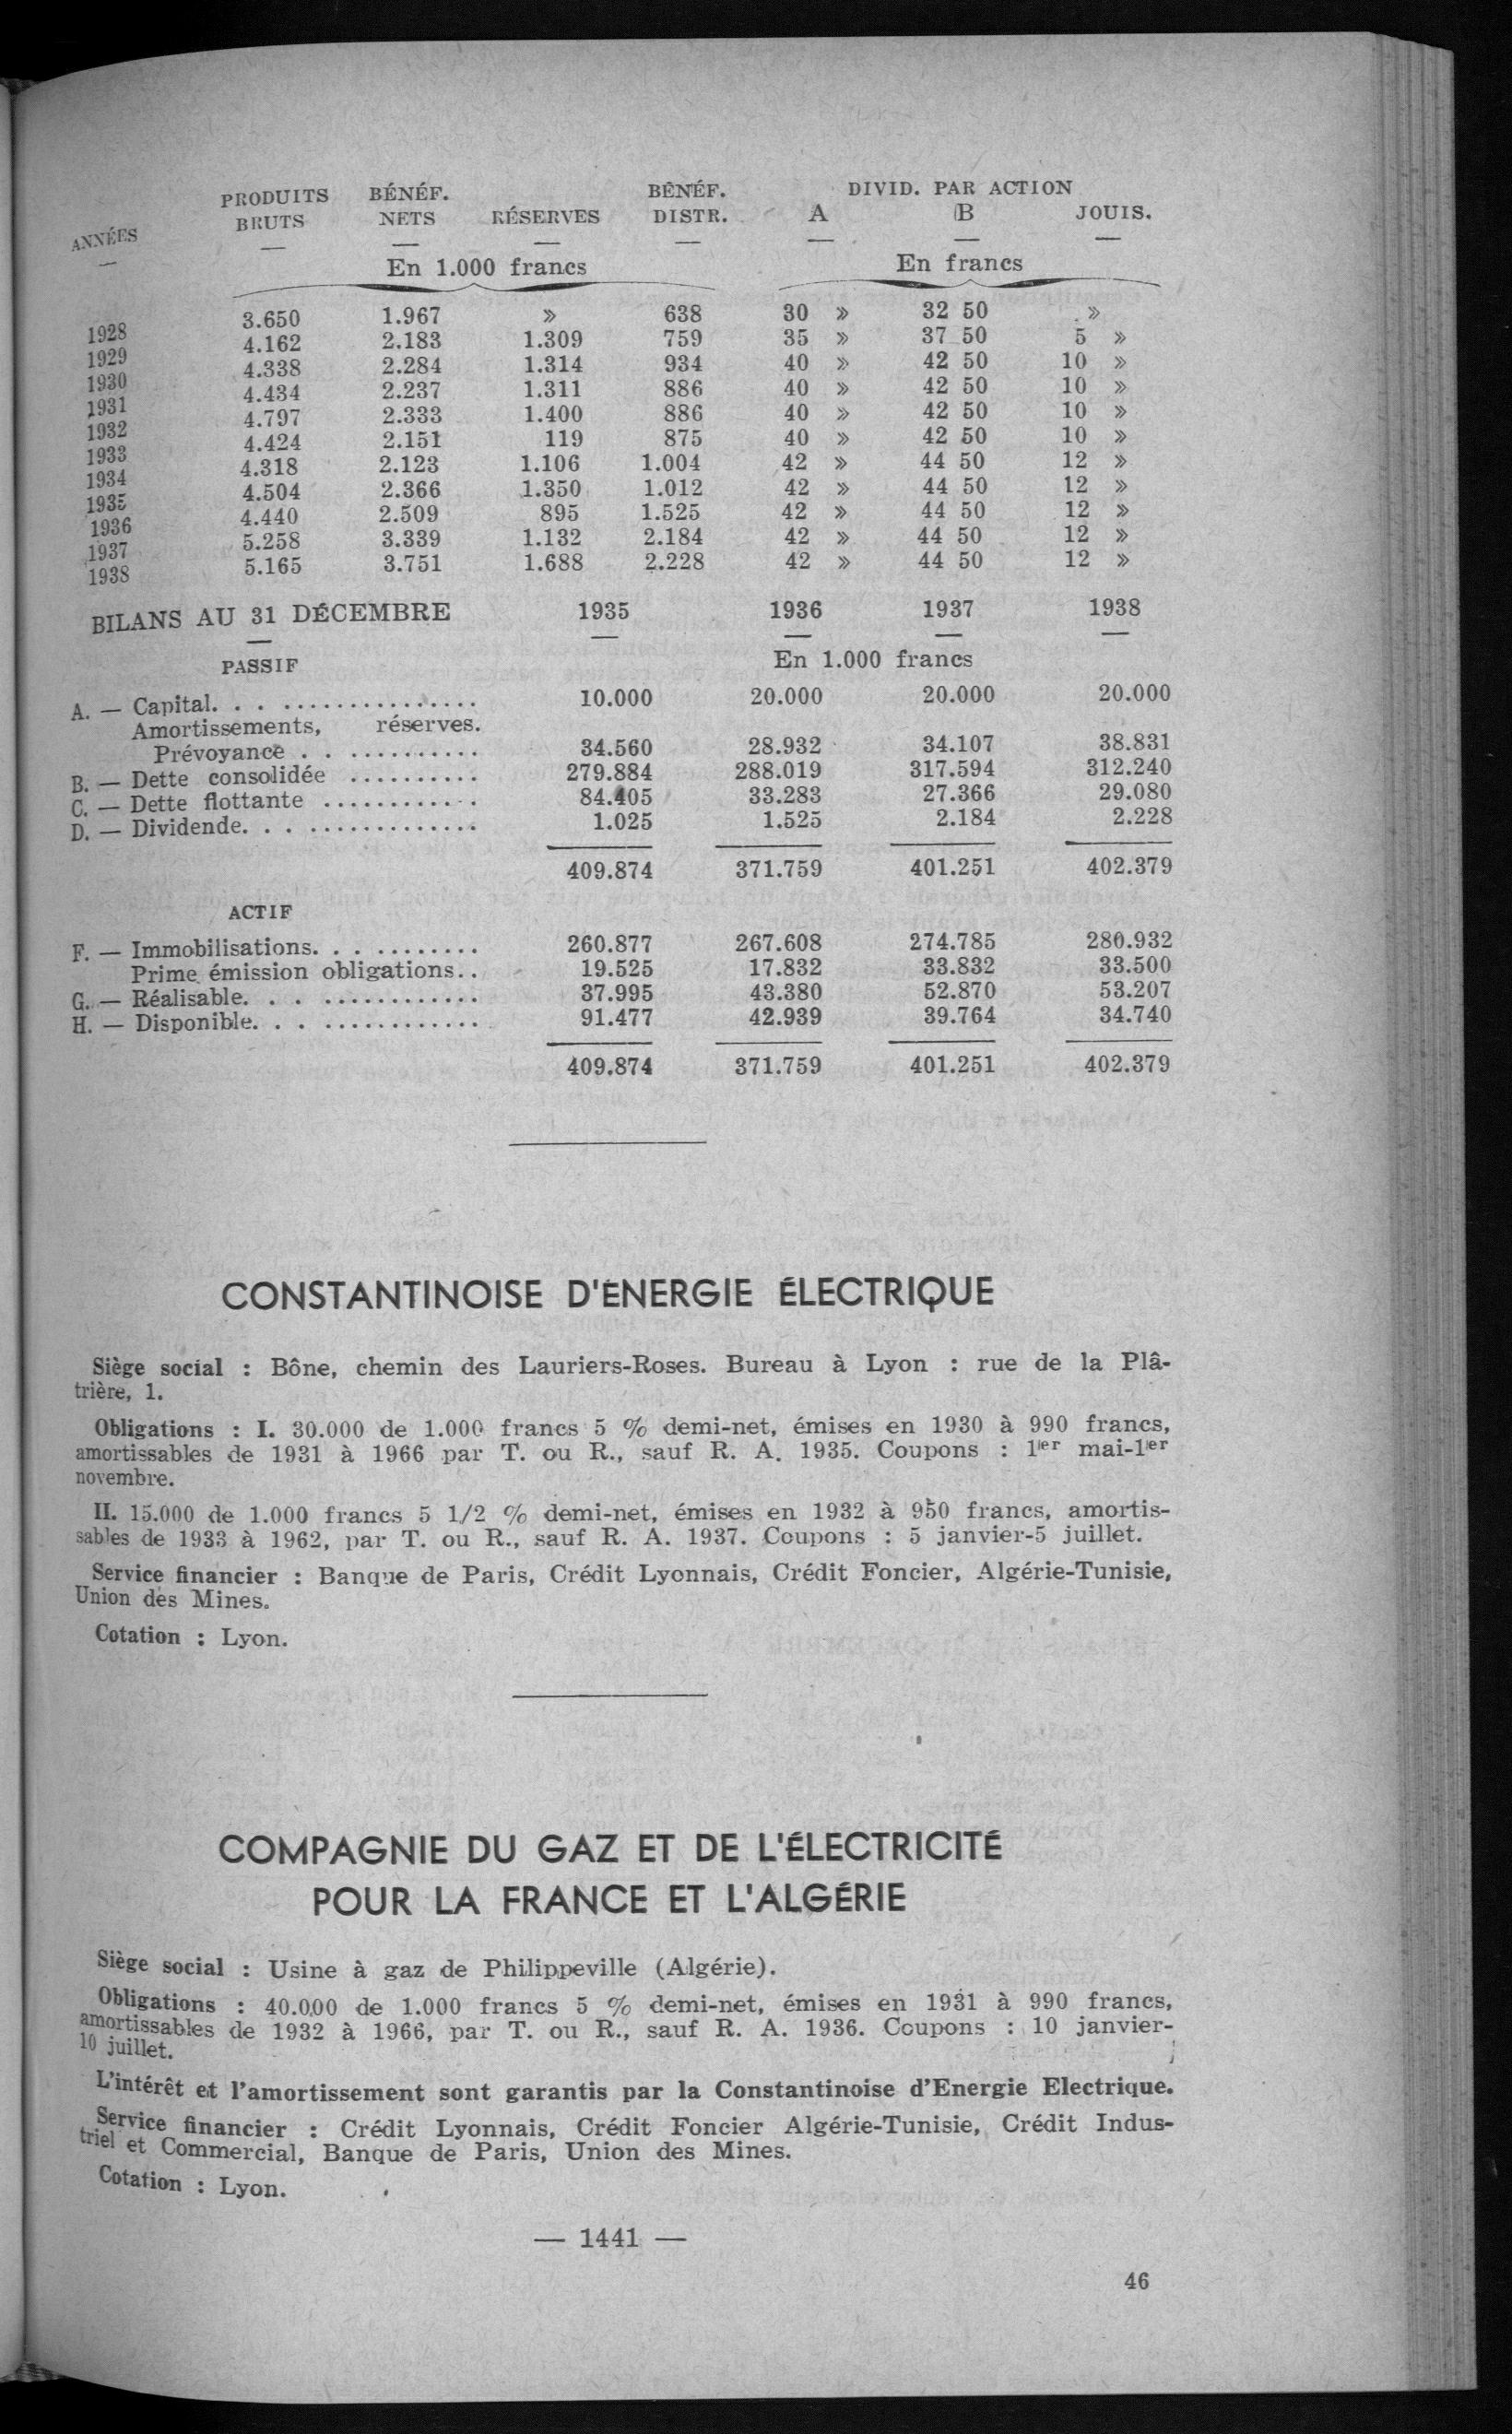 ANNÉES PRODUITS BRUTS BÉNÉF. NETS RÉSERVES BÉNÉF. DISTR. DIVID. PAR ACTION A B JOUIS.
En 1.000 francs En francs
1928 3.650 1.967 » 638 30 » 32 50 »
1929 4.162 2.183 1.309 759 35 » 37 50 5 »
1930 4.338 2.284 1.314 934 40 » 42 50 10 »
1931 4.434 2.237 1.311 886 40 » 42 50 10 »
1932 4.797 2.333 1.400 886 40 » 42 50 10 »
1933 4.424 2.151 119 875 40 » 42 50 10 »
1934 4.318 2.123 1.106 1.004 42 » 44 50 12 »
1935 4.504 2.366 1.350 1.012 42 » 44 50 12 »
1936 4.440 2.509 895 1.525 42 » 44 50 12 »
1937 5.258 3.339 1.132 2.184 42 » 44 50 12 »
1938 5.165 3.751 1.688 2.228 42 » 44 50 12 »
BILANS AU 31 DÉCEMBRE 1935 1936 1937 1938
PASSIF En 1.000 francs
A. — Capital. . . ............... 10.000 20.000 20.000 20.000
Amortissements, réserves.
Prévoyance . . .......... 34.560 28.932 34.107 38.831
B. — Dette consolidée .......... 279.884 288.019 317.594 312.240
C. — Dette flottante ............ 84.405 33.283 27.366 29.080
D. — Dividende. . . ............. 1.025 1.525 2.184 2.228
409.874 371.759 401.251 402.379
ACTIF
F. — Immobilisations. . .......... 260.877 267.608 274.785 280.932
Prime émission obligations.. 19.525 17.832 33.832 33.500
G. — Réalisable. . . ............ 37.995 43.380 52.870 53.207
H. — Disponible. . . ............ 91.477 42.939 39.764 34.740
409.874 371.759 401.251 402.379
CONSTANTINOISE D'ÉNERGIE ÉLECTRIQUE
Siège social : Bône, chemin des Lauriers-Roses. Bureau à Lyon : rue de la Plâ-
trière, 1.
Obligations : I. 30.000 de 1.000 francs 5 % demi-net, émises en 1930 à 990 francs,
amortissables de 1931 à 1966 par T. ou R., sauf R. A. 1935. Coupons : 1er mai-1er
novembre.
II. 15.000 de 1.000 francs 5 1/2 % demi-net, émises en 1932 à 950 francs, amortis-
sables de 1933 à 1962, par T. ou R., sauf R. A. 1937. Coupons : 5 janvier-5 juillet.
Service financier : Banque de Paris, Crédit Lyonnais, Crédit Foncier, Algérie-Tunisie,
Union des Mines.
Cotation : Lyon.
COMPAGNIE DU GAZ ET DE L'ÉLECTRICITÉ
POUR LA FRANCE ET L'ALGÉRIE
Siège social : Usine à gaz de Philippeville (Algérie).
Obligations : 40.000 de 1.000 francs 5 % demi-net, émises en 1931 à 990 francs,
amortissables de 1932 à 1966, par T. ou R., sauf R. A. 1936. Coupons : 10 janvier-
10 juillet.
L'intérêt et l'amortissement sont garantis par la Constantinoise d'Energie Electrique.
Service financier : Crédit Lyonnais, Crédit Foncier Algérie-Tunisie, Crédit Indus-
triel et Commercial, Banque de Paris, Union des Mines.
Cotation : Lyon.
— 1441 —
46